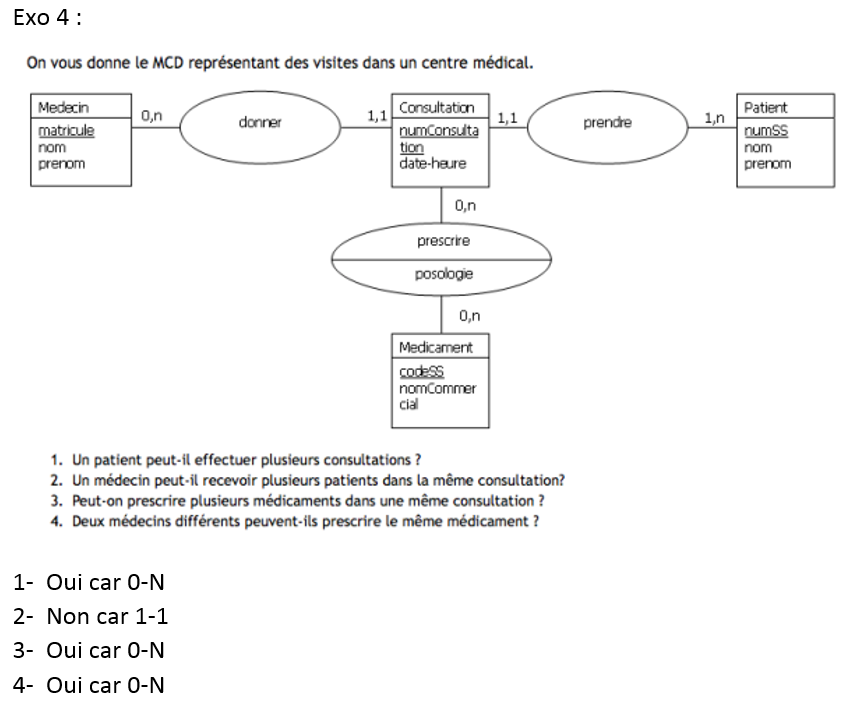 Exo 4 :
On vous donne le MCD représentant des visites dans un centre médical.
Medecin
matricule
nom
prenom
0,n
donner
1,1
Consultation
numConsulta
tion
date-heure
1,1
prendre
1,n
Patient
numSS
nom
prenom
0,n
prescrire
posologie
0,n
Medicament
codeSS
nomCommer
cial
1. Un patient peut-il effectuer plusieurs consultations ?
2. Un médecin peut-il recevoir plusieurs patients dans la même consultation?
3. Peut-on prescrire plusieurs médicaments dans une même consultation ?
4. Deux médecins différents peuvent-ils prescrire le même médicament ?
1- Oui car 0-N
2- Non car 1-1
3- Oui car 0-N
4- Oui car 0-N